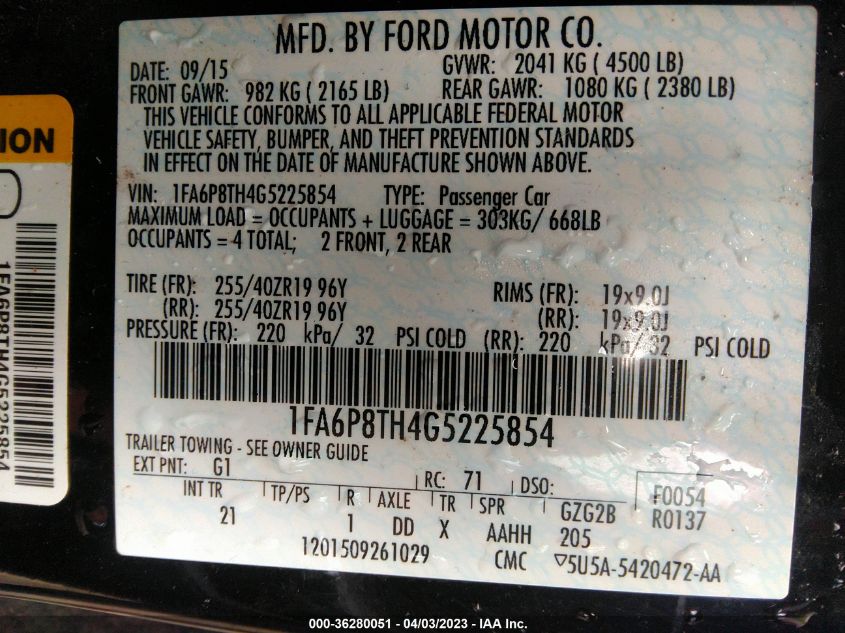 MFD. BY FORD MOTOR CO.
DATE: 09/15 GVWR: 2041 KG ( 4500 LB)
FRONT GAWR: 982 KG ( 2165 LB) REAR GAWR: 1080 KG ( 2380 LB)
THIS VEHICLE CONFORMS TO ALL APPLICABLE FEDERAL MOTOR
VEHICLE SAFETY, BUMPER, AND THEFT PREVENTION STANDARDS
IN EFFECT ON THE DATE OF MANUFACTURE SHOWN ABOVE.
VIN: 1FA6P8TH4G5225854 TYPE: Passenger Car
MAXIMUM LOAD = OCCUPANTS + LUGGAGE = 303KG/ 668LB
OCCUPANTS = 4 TOTAL; 2 FRONT, 2 REAR
TIRE (FR): 255/40ZR19 96Y RIMS (FR): 19x9.0J
(RR): 255/40ZR19 96Y (RR): 19x9.0J
PRESSURE (FR): 220 kPa/ 32 PSI COLD (RR): 220 kPa/ 32 PSI COLD
1FA6P8TH4G5225854
TRAILER TOWING - SEE OWNER GUIDE
EXT PNT: G1 RC: 71 DSO: F0054
INT TR TP/PS R AXLE TR SPR GZG2B R0137
21 1 DD X AAHH 205
1201509261029 CMC ▽5U5A-5420472-AA
ION
1FA6P8TH4G5225854
000-36280051 - 04/03/2023 - IAA Inc.